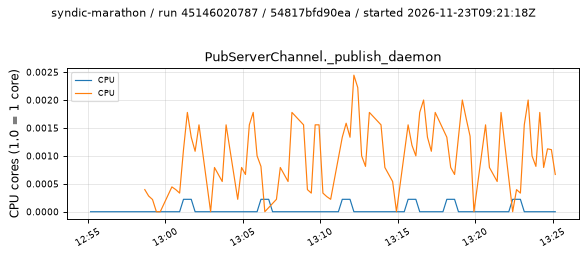 syndic-marathon / run 45146020787 / 54817bfd90ea / started 2026-11-23T09:21:18Z
PubServerChannel._publish_daemon
CPU cores (1.0 = 1 core)
0.0025
0.0020
0.0015
0.0010
0.0005
0.0000
CPU
CPU
12:55
13:00
13:05
13:10
13:15
13:20
13:25